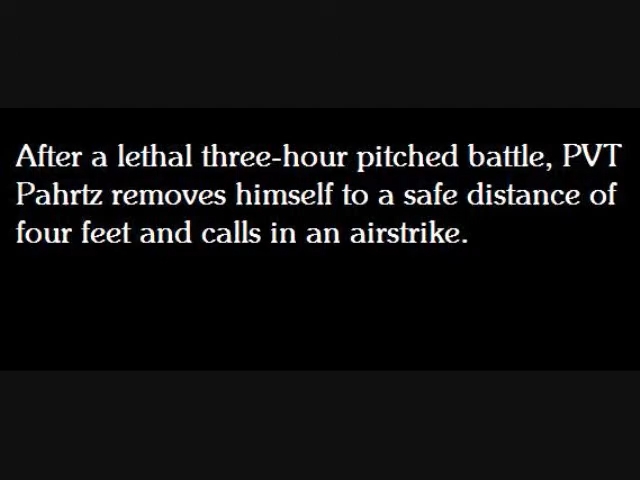 After a lethal three-hour pitched battle, PVT
Pahrtz removes himself to a safe distance of
four feet and calls in an airstrike.